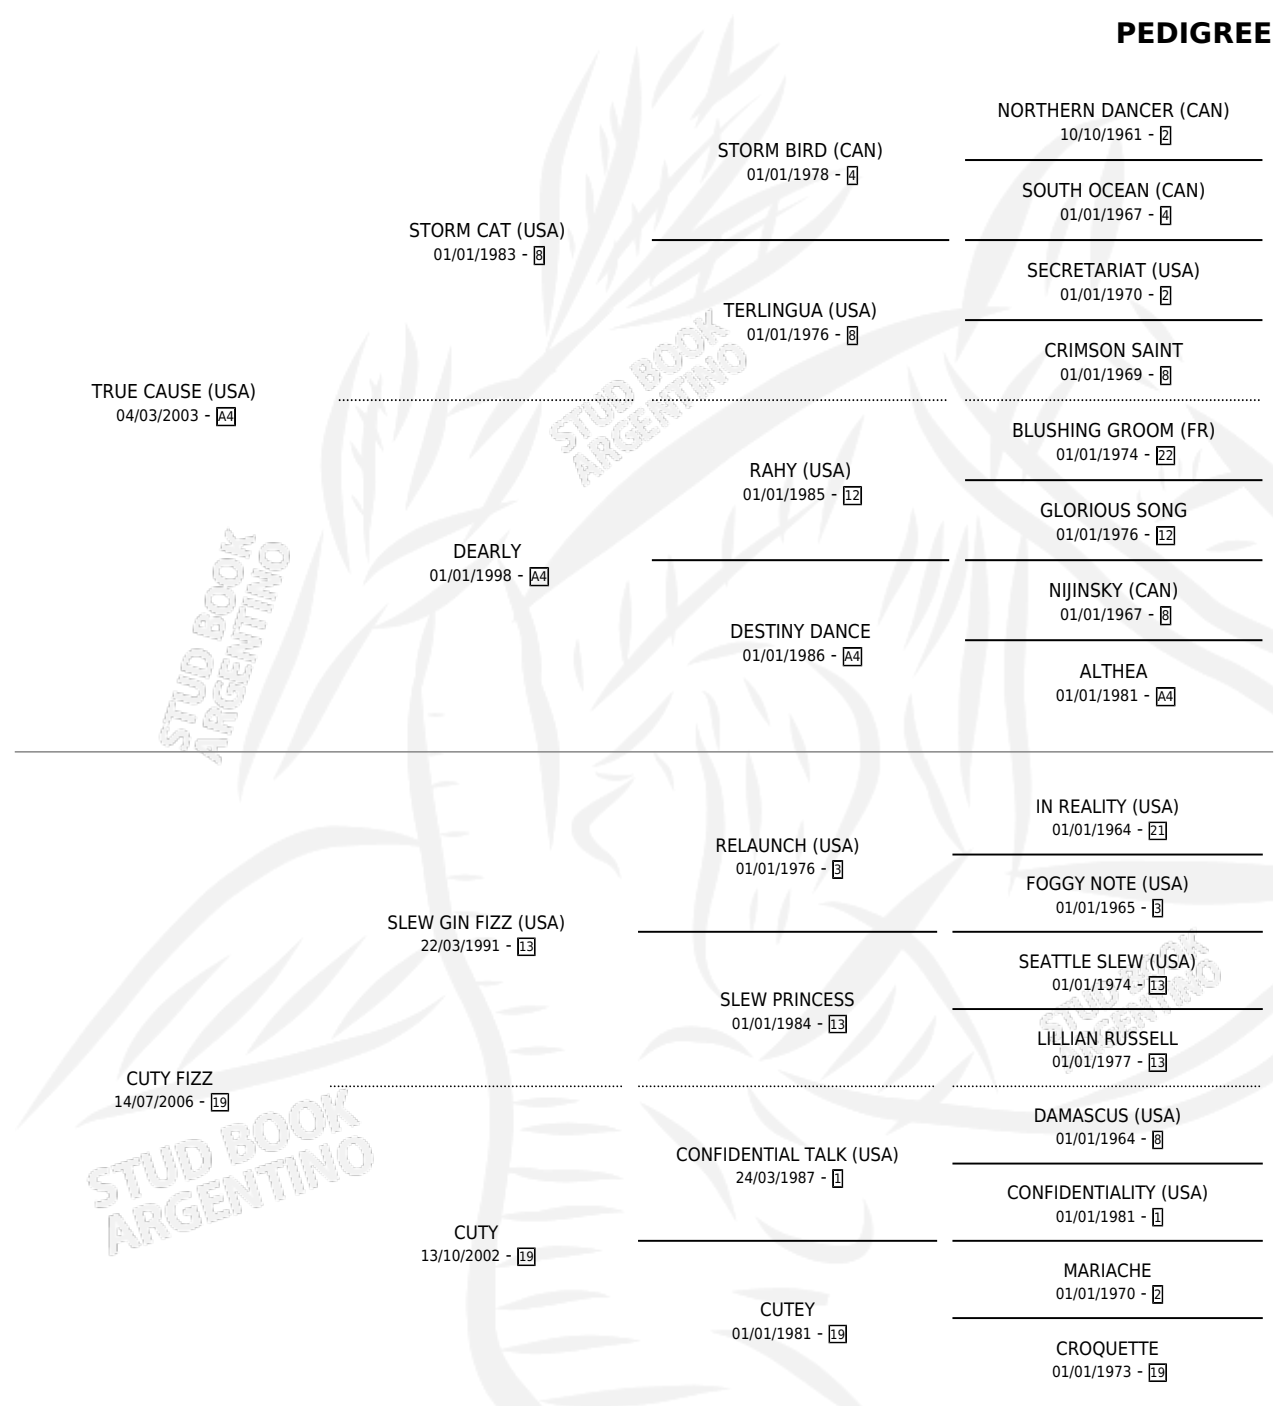 PEDIGREE
NORTHERN DANCER (CAN)
10/10/1961 - 2
STORM BIRD (CAN)
01/01/1978 - 4
SOUTH OCEAN (CAN)
01/01/1967 - 4
STORM CAT (USA)
01/01/1983 - 8
SECRETARIAT (USA)
01/01/1970 - 2
TERLINGUA (USA)
01/01/1976 - 8
CRIMSON SAINT
01/01/1969 - 8
TRUE CAUSE (USA)
04/03/2003 - A4
BLUSHING GROOM (FR)
01/01/1974 - 22
RAHY (USA)
01/01/1985 - 12
GLORIOUS SONG
01/01/1976 - 12
DEARLY
01/01/1998 - A4
NIJINSKY (CAN)
01/01/1967 - 8
DESTINY DANCE
01/01/1986 - A4
ALTHEA
01/01/1981 - A4
IN REALITY (USA)
01/01/1964 - 21
RELAUNCH (USA)
01/01/1976 - 3
FOGGY NOTE (USA)
01/01/1965 - 3
SLEW GIN FIZZ (USA)
22/03/1991 - 13
SEATTLE SLEW (USA)
01/01/1974 - 13
SLEW PRINCESS
01/01/1984 - 13
LILLIAN RUSSELL
01/01/1977 - 13
CUTY FIZZ
14/07/2006 - 19
DAMASCUS (USA)
01/01/1964 - 8
CONFIDENTIAL TALK (USA)
24/03/1987 - 1
CONFIDENTIALITY (USA)
01/01/1981 - 1
CUTY
13/10/2002 - 19
MARIACHE
01/01/1970 - 2
CUTEY
01/01/1981 - 19
CROQUETTE
01/01/1973 - 19
STUD BOOK
ARGENTINO
STUD BOOK
ARGENTINO
STUD BOOK
ARGENTINO
STUD BOOK
ARGENTINO